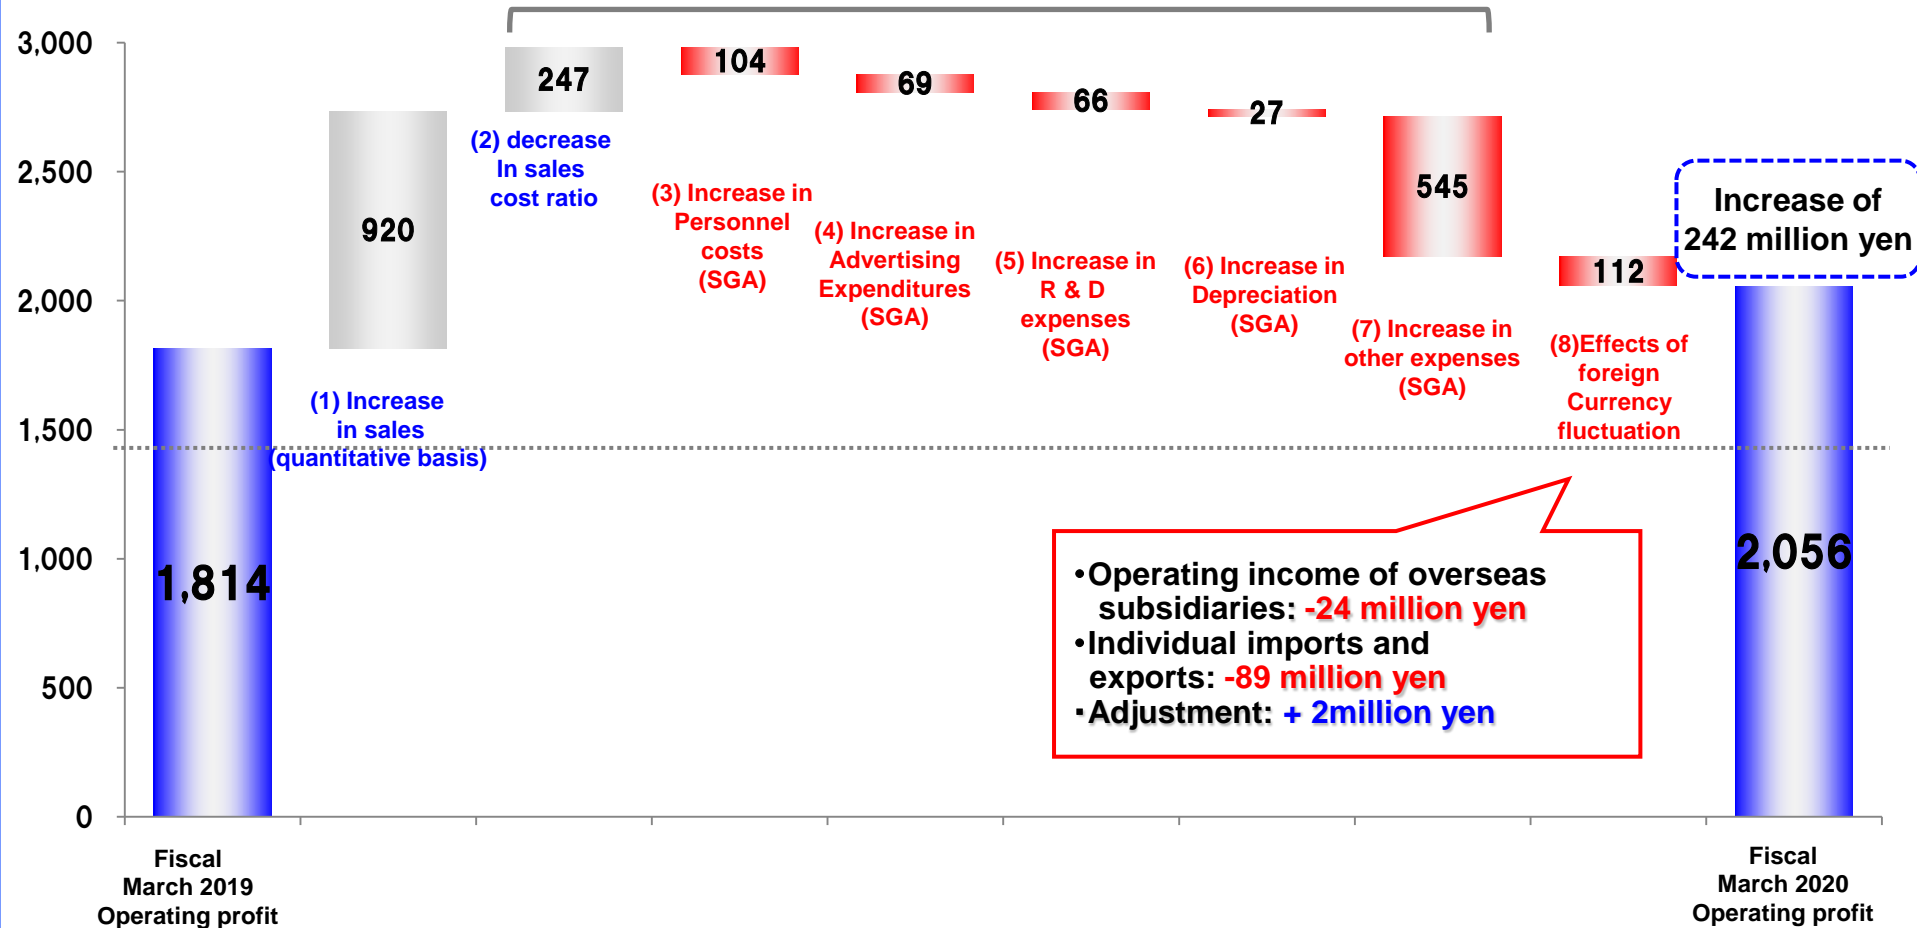 3,000
2,500
2,000
1,500
1,000
500
0
1,814
920
247
104
69
66
27
545
112
2,056
(1) Increase
in sales
(quantitative basis)
(2) decrease
In sales
cost ratio
(3) Increase in
Personnel
costs
(SGA)
(4) Increase in
Advertising
Expenditures
(SGA)
(5) Increase in
R & D
expenses
(SGA)
(6) Increase in
Depreciation
(SGA)
(7) Increase in
other expenses
(SGA)
(8)Effects of
foreign
Currency
fluctuation
Increase of
242 million yen
•Operating income of overseas
subsidiaries: -24 million yen
•Individual imports and
exports: -89 million yen
・Adjustment: + 2million yen
Fiscal
March 2019
Operating profit
Fiscal
March 2020
Operating profit